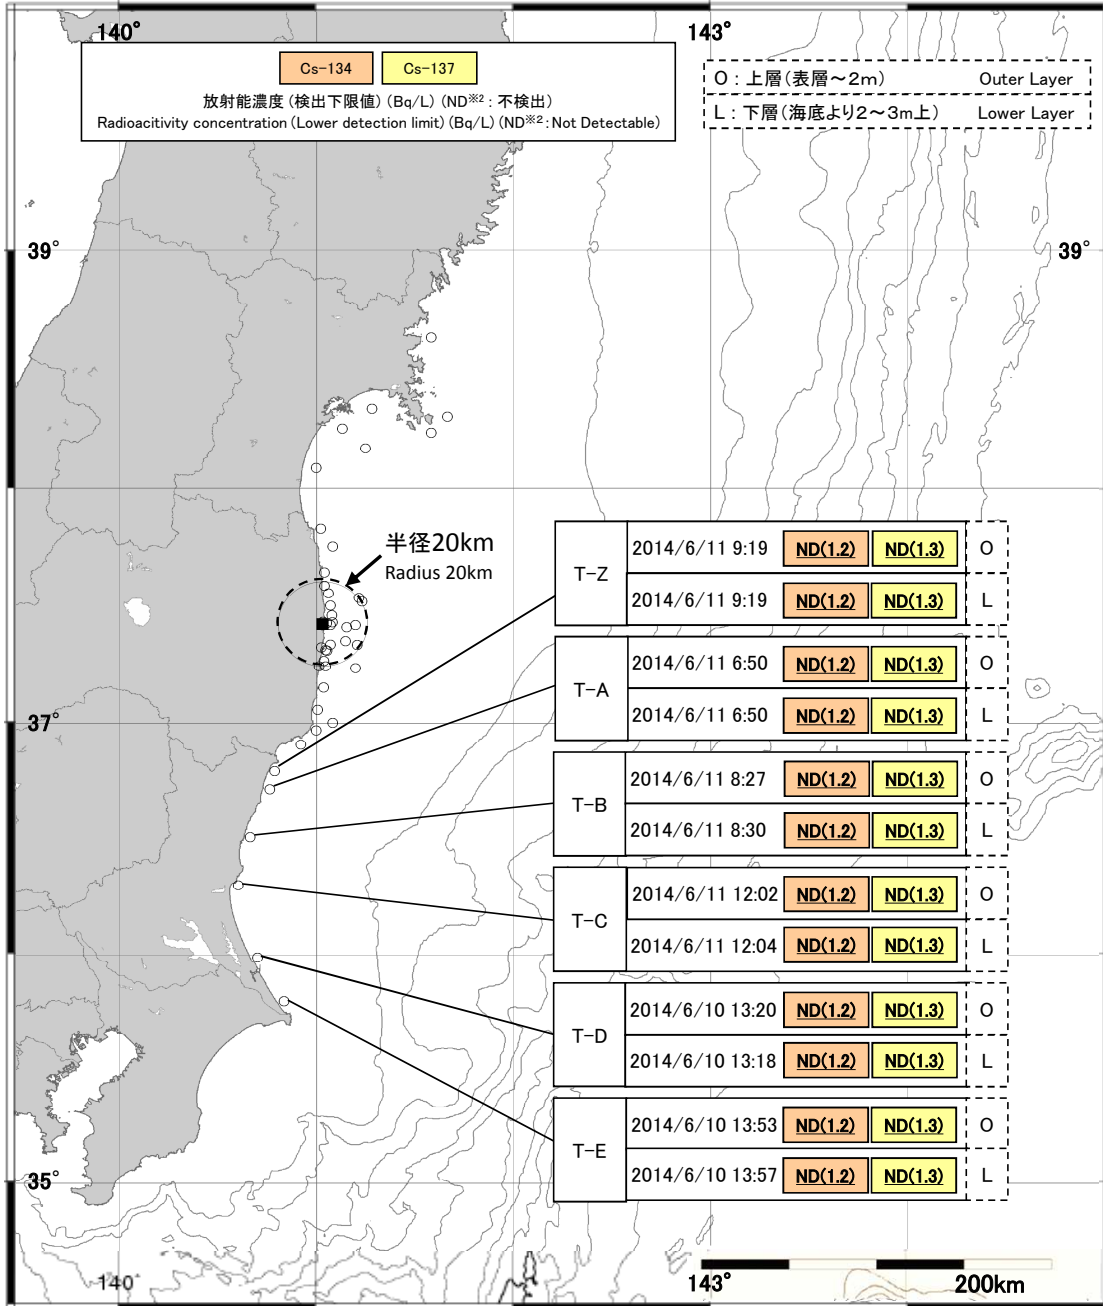 140°
143°
Cs-134 Cs-137
放射能濃度(検出下限値)(Bq/L)(ND※2:不検出)
Radioacitivity concentration(Lower detection limit)(Bq/L)(ND※2:Not Detectable)
O:上層(表層~2m) Outer Layer
L:下層(海底より2~3m上) Lower Layer
39°
39°
半径20km
Radius 20km
T-Z
2014/6/11 9:19 ND(1.2) ND(1.3) O
2014/6/11 9:19 ND(1.2) ND(1.3) L
T-A
2014/6/11 6:50 ND(1.2) ND(1.3) O
2014/6/11 6:50 ND(1.2) ND(1.3) L
37°
T-B
2014/6/11 8:27 ND(1.2) ND(1.3) O
2014/6/11 8:30 ND(1.2) ND(1.3) L
T-C
2014/6/11 12:02 ND(1.2) ND(1.3) O
2014/6/11 12:04 ND(1.2) ND(1.3) L
T-D
2014/6/10 13:20 ND(1.2) ND(1.3) O
2014/6/10 13:18 ND(1.2) ND(1.3) L
T-E
2014/6/10 13:53 ND(1.2) ND(1.3) O
2014/6/10 13:57 ND(1.2) ND(1.3) L
35°
140°
143°
200km